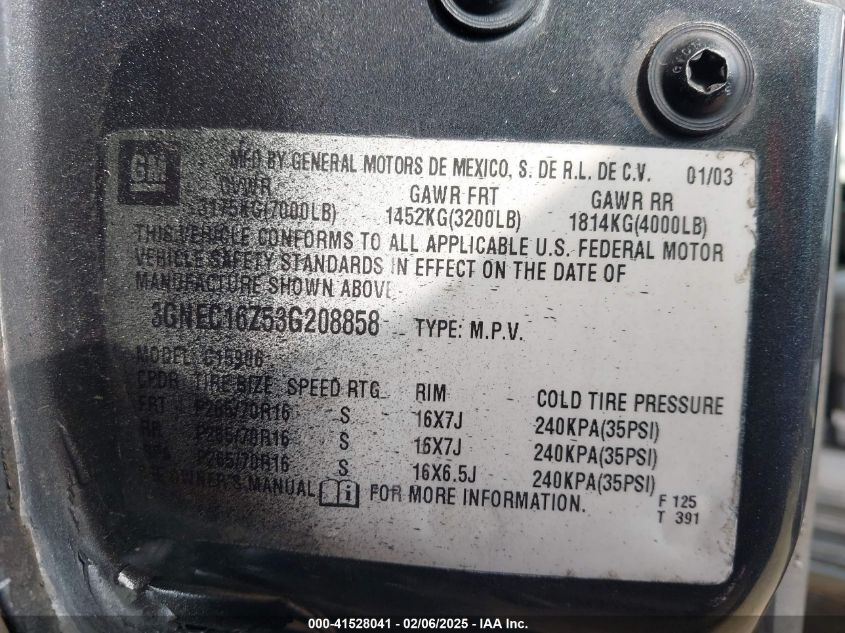 GM
MFD BY GENERAL MOTORS DE MEXICO, S. DE R.L. DE C.V. 01/03
GVWR GAWR FRT GAWR RR
3175KG(7000LB) 1452KG(3200LB) 1814KG(4000LB)
THIS VEHICLE CONFORMS TO ALL APPLICABLE U.S. FEDERAL MOTOR
VEHICLE SAFETY STANDARDS IN EFFECT ON THE DATE OF
MANUFACTURE SHOWN ABOVE
3GNEC16Z53G208858 TYPE: M.P.V.
MODEL: C15906
TIRE SIZE SPEED RTG RIM COLD TIRE PRESSURE
FRT P265/70R16 S 16X7J 240KPA(35PSI)
RR P265/70R16 S 16X7J 240KPA(35PSI)
P265/70R16 S 16X6.5J 240KPA(35PSI)
SEE OWNER'S MANUAL FOR MORE INFORMATION.
F 125
T 391
000-41528041 - 02/06/2025 - IAA Inc.